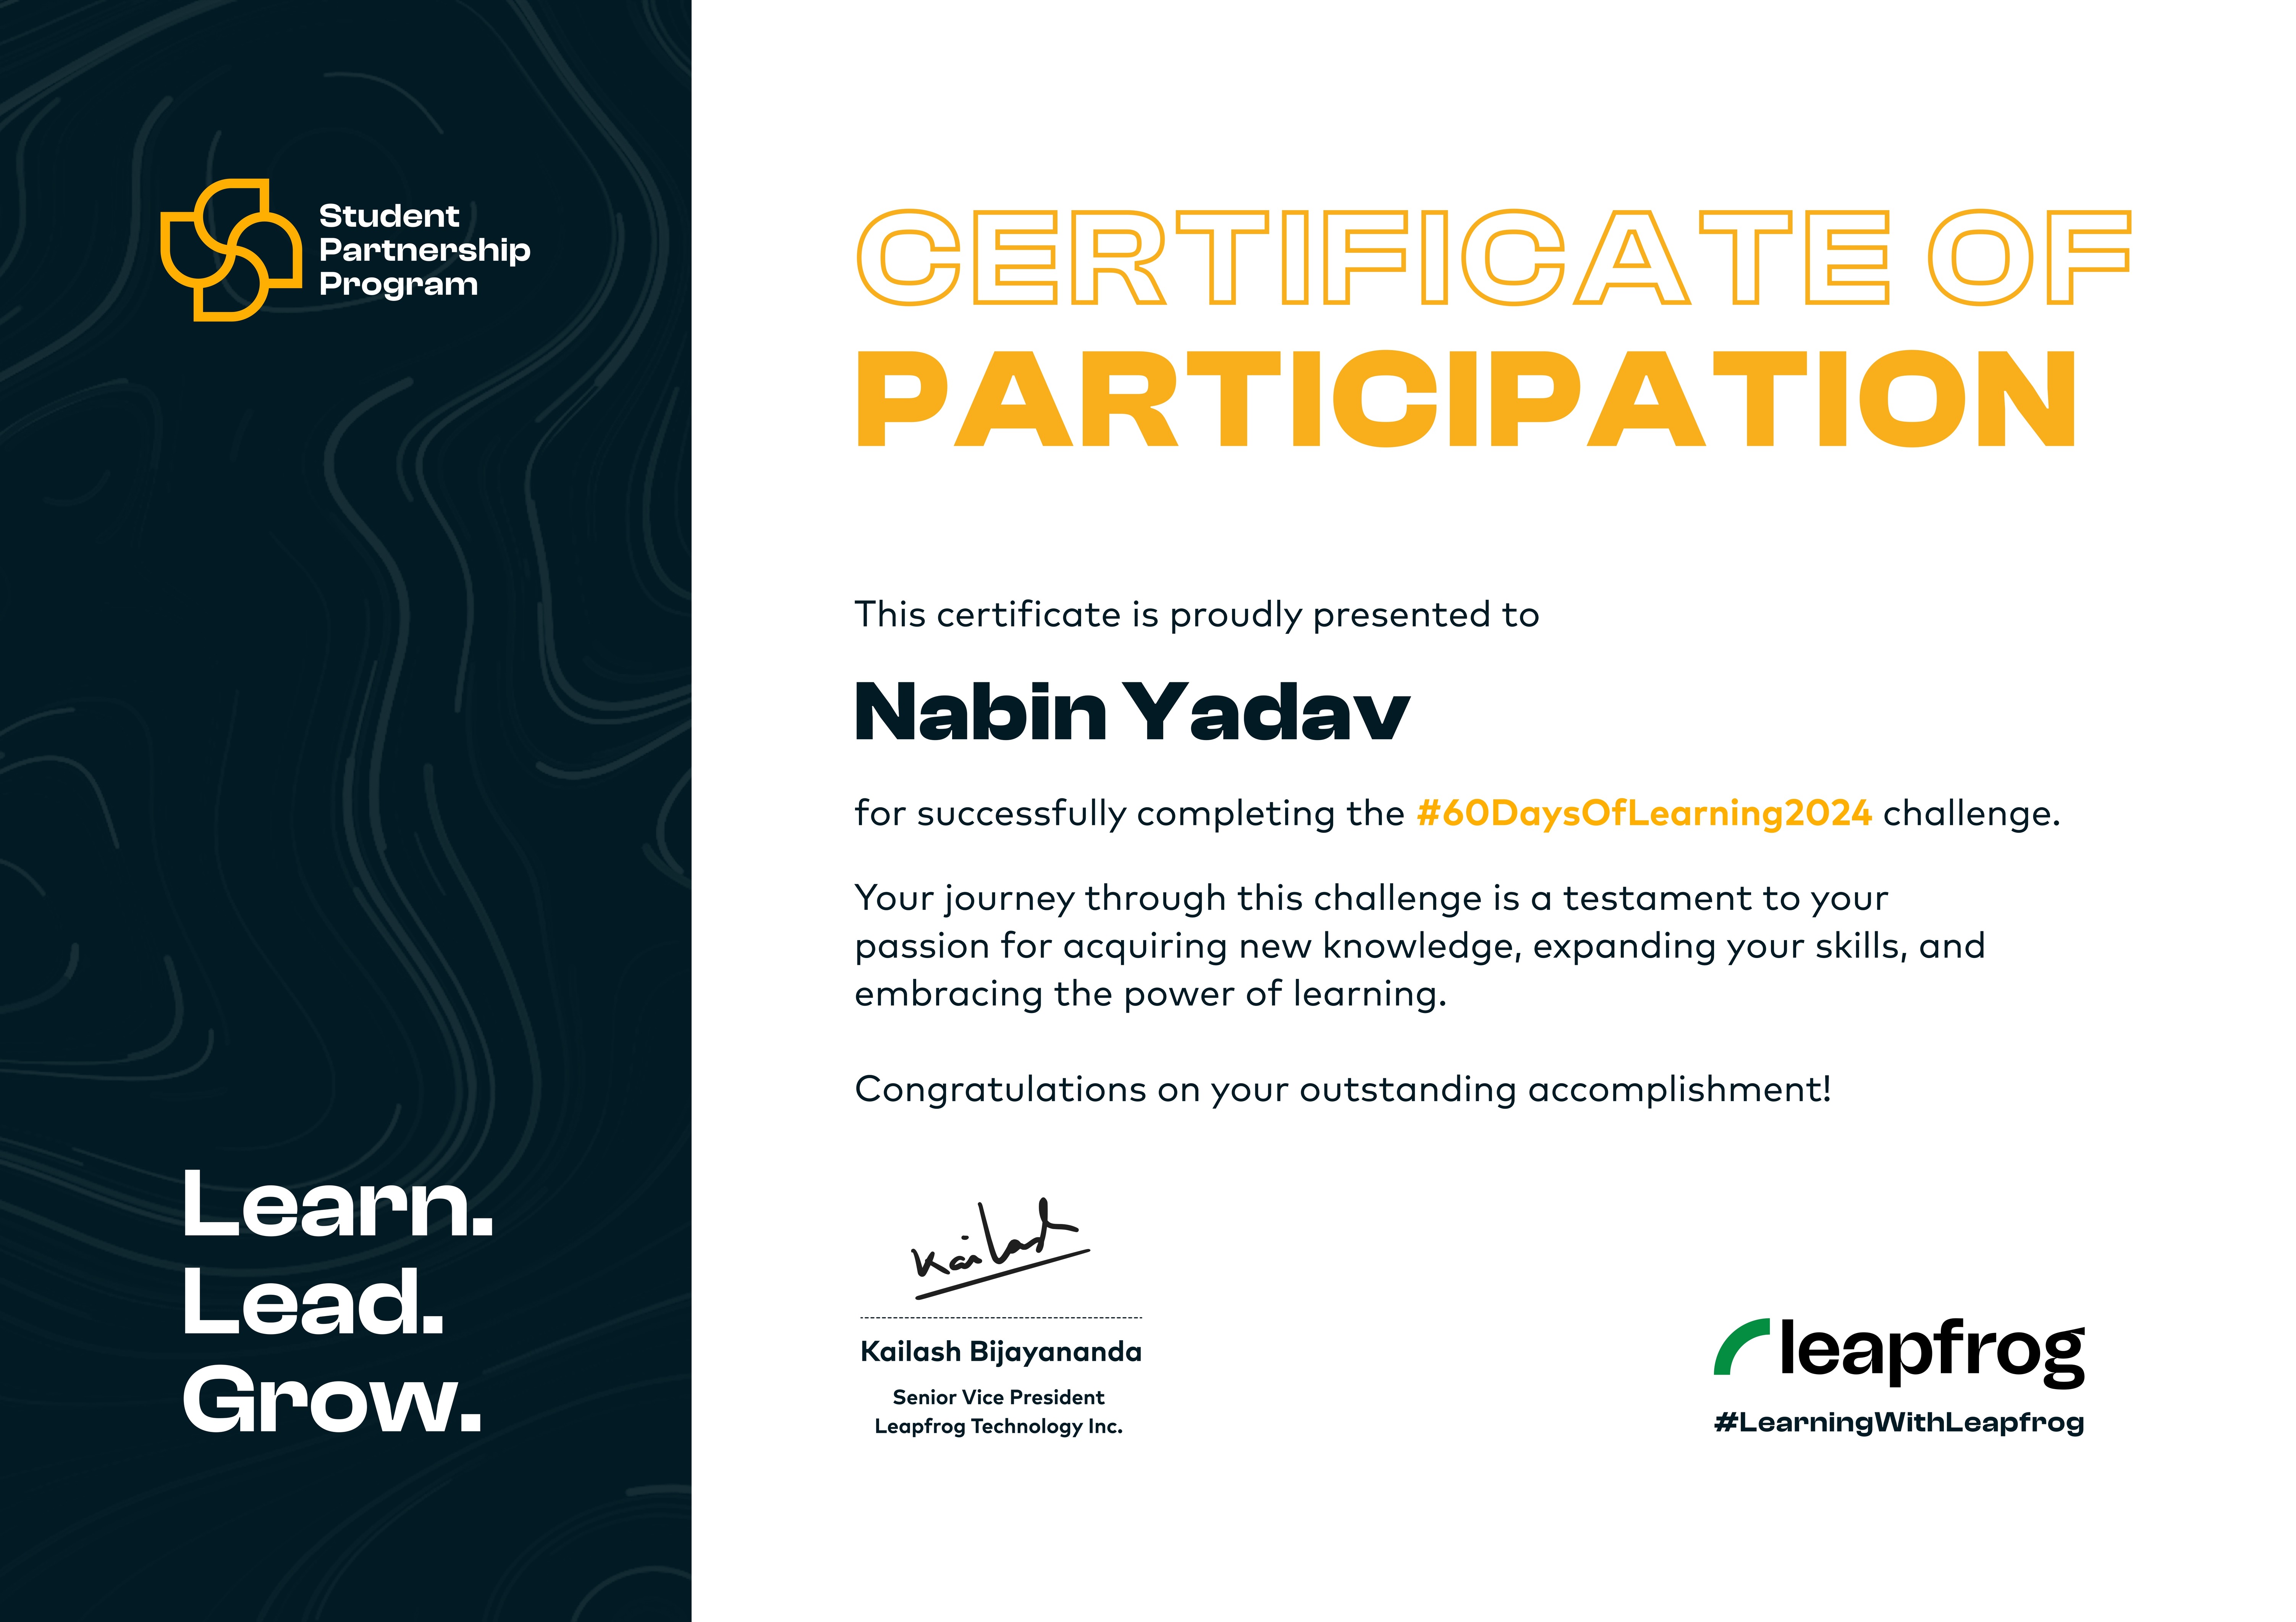 Student
Partnership
Program
CERTIFICATE OF
PARTICIPATION
This certificate is proudly presented to
Nabin Yadav
for successfully completing the #60DaysOfLearning2024 challenge.
Your journey through this challenge is a testament to your
passion for acquiring new knowledge, expanding your skills, and
embracing the power of learning.
Congratulations on your outstanding accomplishment!
Learn.
Lead.
Grow.
Kailash
Kailash Bijayananda
Senior Vice President
Leapfrog Technology Inc.
leapfrog
#LearningWithLeapfrog